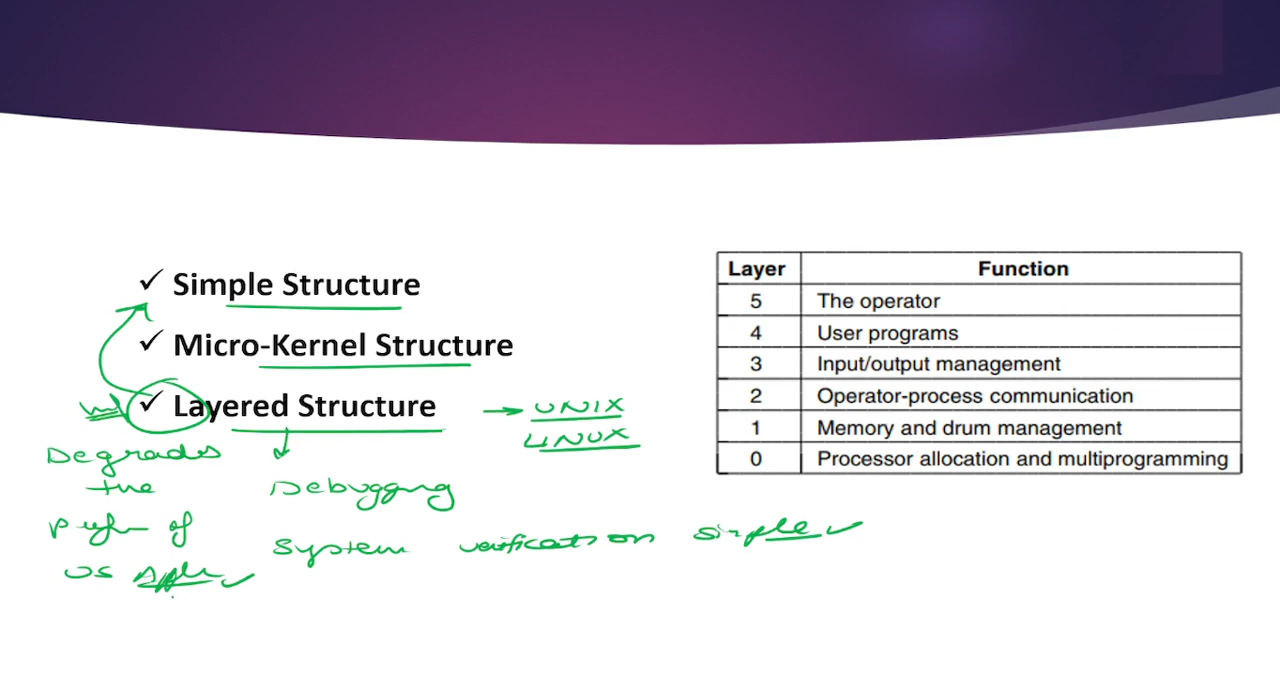 ✓ Simple Structure
✓ Micro-Kernel Structure
✓ Layered Structure → UNIX
LINUX
Degrades
the
of
OS
Debugging
System verification simple ✓
Layer Function
5 The operator
4 User programs
3 Input/output management
2 Operator-process communication
1 Memory and drum management
0 Processor allocation and multiprogramming